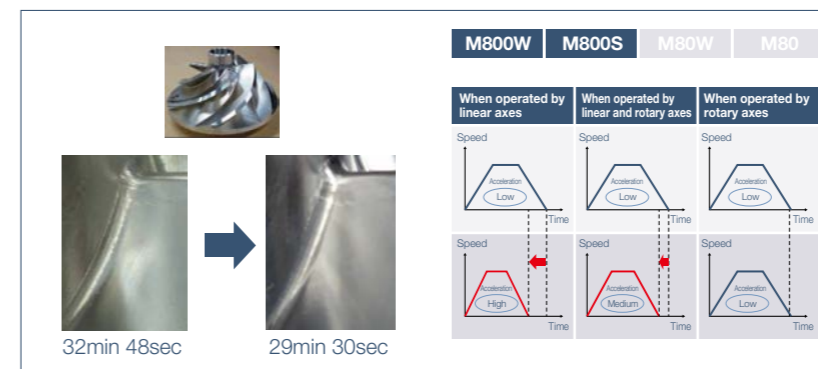 M800W M800S M80W M80
When operated by
linear axes
When operated by
linear and rotary axes
When operated by
rotary axes
Speed
Acceleration
Low
Time
Speed
Acceleration
Low
Time
Speed
Acceleration
Low
Time
Speed
Acceleration
High
Time
Speed
Acceleration
Medium
Time
Speed
Acceleration
Low
Time
32min 48sec
29min 30sec